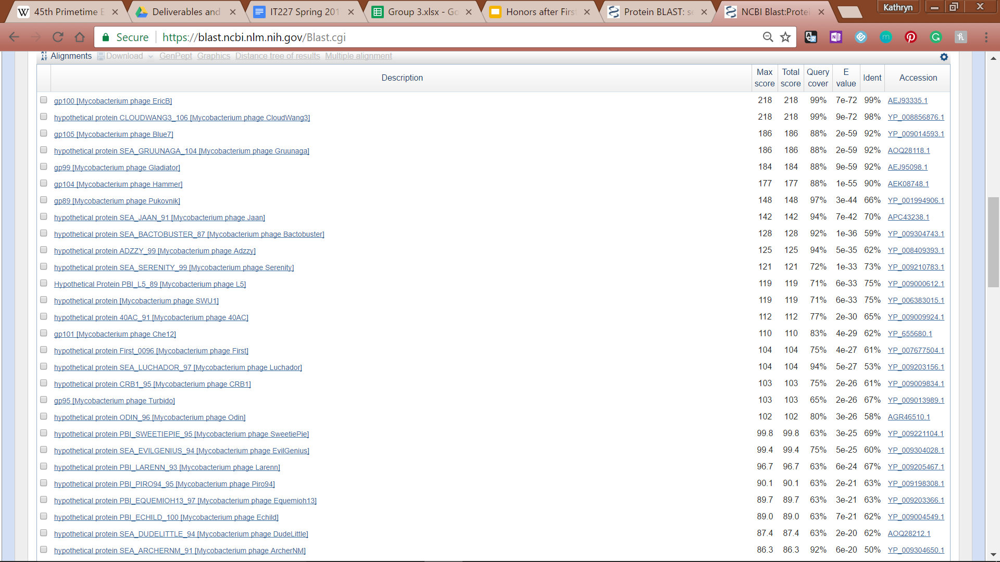 45th Primetime E
Deliverables and
IT227 Spring 201
Group 3.xlsx - Go
Honors after First
Protein BLAST: se
NCBI Blast:Protei
Kathryn
Secure https://blast.ncbi.nlm.nih.gov/Blast.cgi
Alignments Download GenPept Graphics Distance tree of results Multiple alignment
Description Max score Total score Query cover E value Ident Accession
gp100 [Mycobacterium phage EricB] 218 218 99% 7e-72 99% AEJ93335.1
hypothetical protein CLOUDWANG3_106 [Mycobacterium phage CloudWang3] 218 218 99% 9e-72 98% YP_008856876.1
gp105 [Mycobacterium phage Blue7] 186 186 88% 2e-59 92% YP_009014593.1
hypothetical protein SEA_GRUUNAGA_104 [Mycobacterium phage Gruunaga] 186 186 88% 2e-59 92% AOQ28118.1
gp99 [Mycobacterium phage Gladiator] 184 184 88% 9e-59 92% AEJ95098.1
gp104 [Mycobacterium phage Hammer] 177 177 88% 1e-55 90% AEK08748.1
gp89 [Mycobacterium phage Pukovnik] 148 148 97% 3e-44 66% YP_001994906.1
hypothetical protein SEA_JAAN_91 [Mycobacterium phage Jaan] 142 142 94% 7e-42 70% APC43238.1
hypothetical protein SEA_BACTOBUSTER_87 [Mycobacterium phage Bactobuster] 128 128 92% 1e-36 59% YP_009304743.1
hypothetical protein ADZZY_99 [Mycobacterium phage Adzzy] 125 125 94% 5e-35 62% YP_008409393.1
hypothetical protein SEA_SERENITY_99 [Mycobacterium phage Serenity] 121 121 72% 1e-33 73% YP_009210783.1
Hypothetical Protein PBI_L5_89 [Mycobacterium phage L5] 119 119 71% 6e-33 75% YP_009000612.1
hypothetical protein [Mycobacterium phage SWU1] 119 119 71% 6e-33 75% YP_006383015.1
hypothetical protein 40AC_91 [Mycobacterium phage 40AC] 112 112 77% 2e-30 65% YP_009009924.1
gp101 [Mycobacterium phage Che12] 110 110 83% 4e-29 62% YP_655680.1
hypothetical protein First_0096 [Mycobacterium phage First] 104 104 75% 4e-27 61% YP_007677504.1
hypothetical protein SEA_LUCHADOR_97 [Mycobacterium phage Luchador] 104 104 94% 5e-27 53% YP_009203156.1
hypothetical protein CRB1_95 [Mycobacterium phage CRB1] 103 103 75% 2e-26 61% YP_009009834.1
gp95 [Mycobacterium phage Turbido] 103 103 65% 2e-26 67% YP_009013989.1
hypothetical protein ODIN_96 [Mycobacterium phage Odin] 102 102 80% 3e-26 58% AGR46510.1
hypothetical protein PBI_SWEETIEPIE_95 [Mycobacterium phage SweetiePie] 99.8 99.8 63% 3e-25 69% YP_009221104.1
hypothetical protein SEA_EVILGENIUS_94 [Mycobacterium phage EvilGenius] 99.4 99.4 75% 5e-25 60% YP_009304028.1
hypothetical protein PBI_LARENN_93 [Mycobacterium phage Larenn] 96.7 96.7 63% 6e-24 67% YP_009205467.1
hypothetical protein PBI_PIRO94_95 [Mycobacterium phage Piro94] 90.1 90.1 63% 2e-21 63% YP_009198308.1
hypothetical protein PBI_EQUEMIOH13_97 [Mycobacterium phage Equemioh13] 89.7 89.7 63% 3e-21 63% YP_009203366.1
hypothetical protein PBI_ECHILD_100 [Mycobacterium phage Echild] 89.0 89.0 63% 7e-21 62% YP_009004549.1
hypothetical protein SEA_DUDELITTLE_94 [Mycobacterium phage DudeLittle] 87.4 87.4 63% 2e-20 62% AOQ28212.1
hypothetical protein SEA_ARCHERNM_91 [Mycobacterium phage ArcherNM] 86.3 86.3 92% 6e-20 50% YP_009304650.1